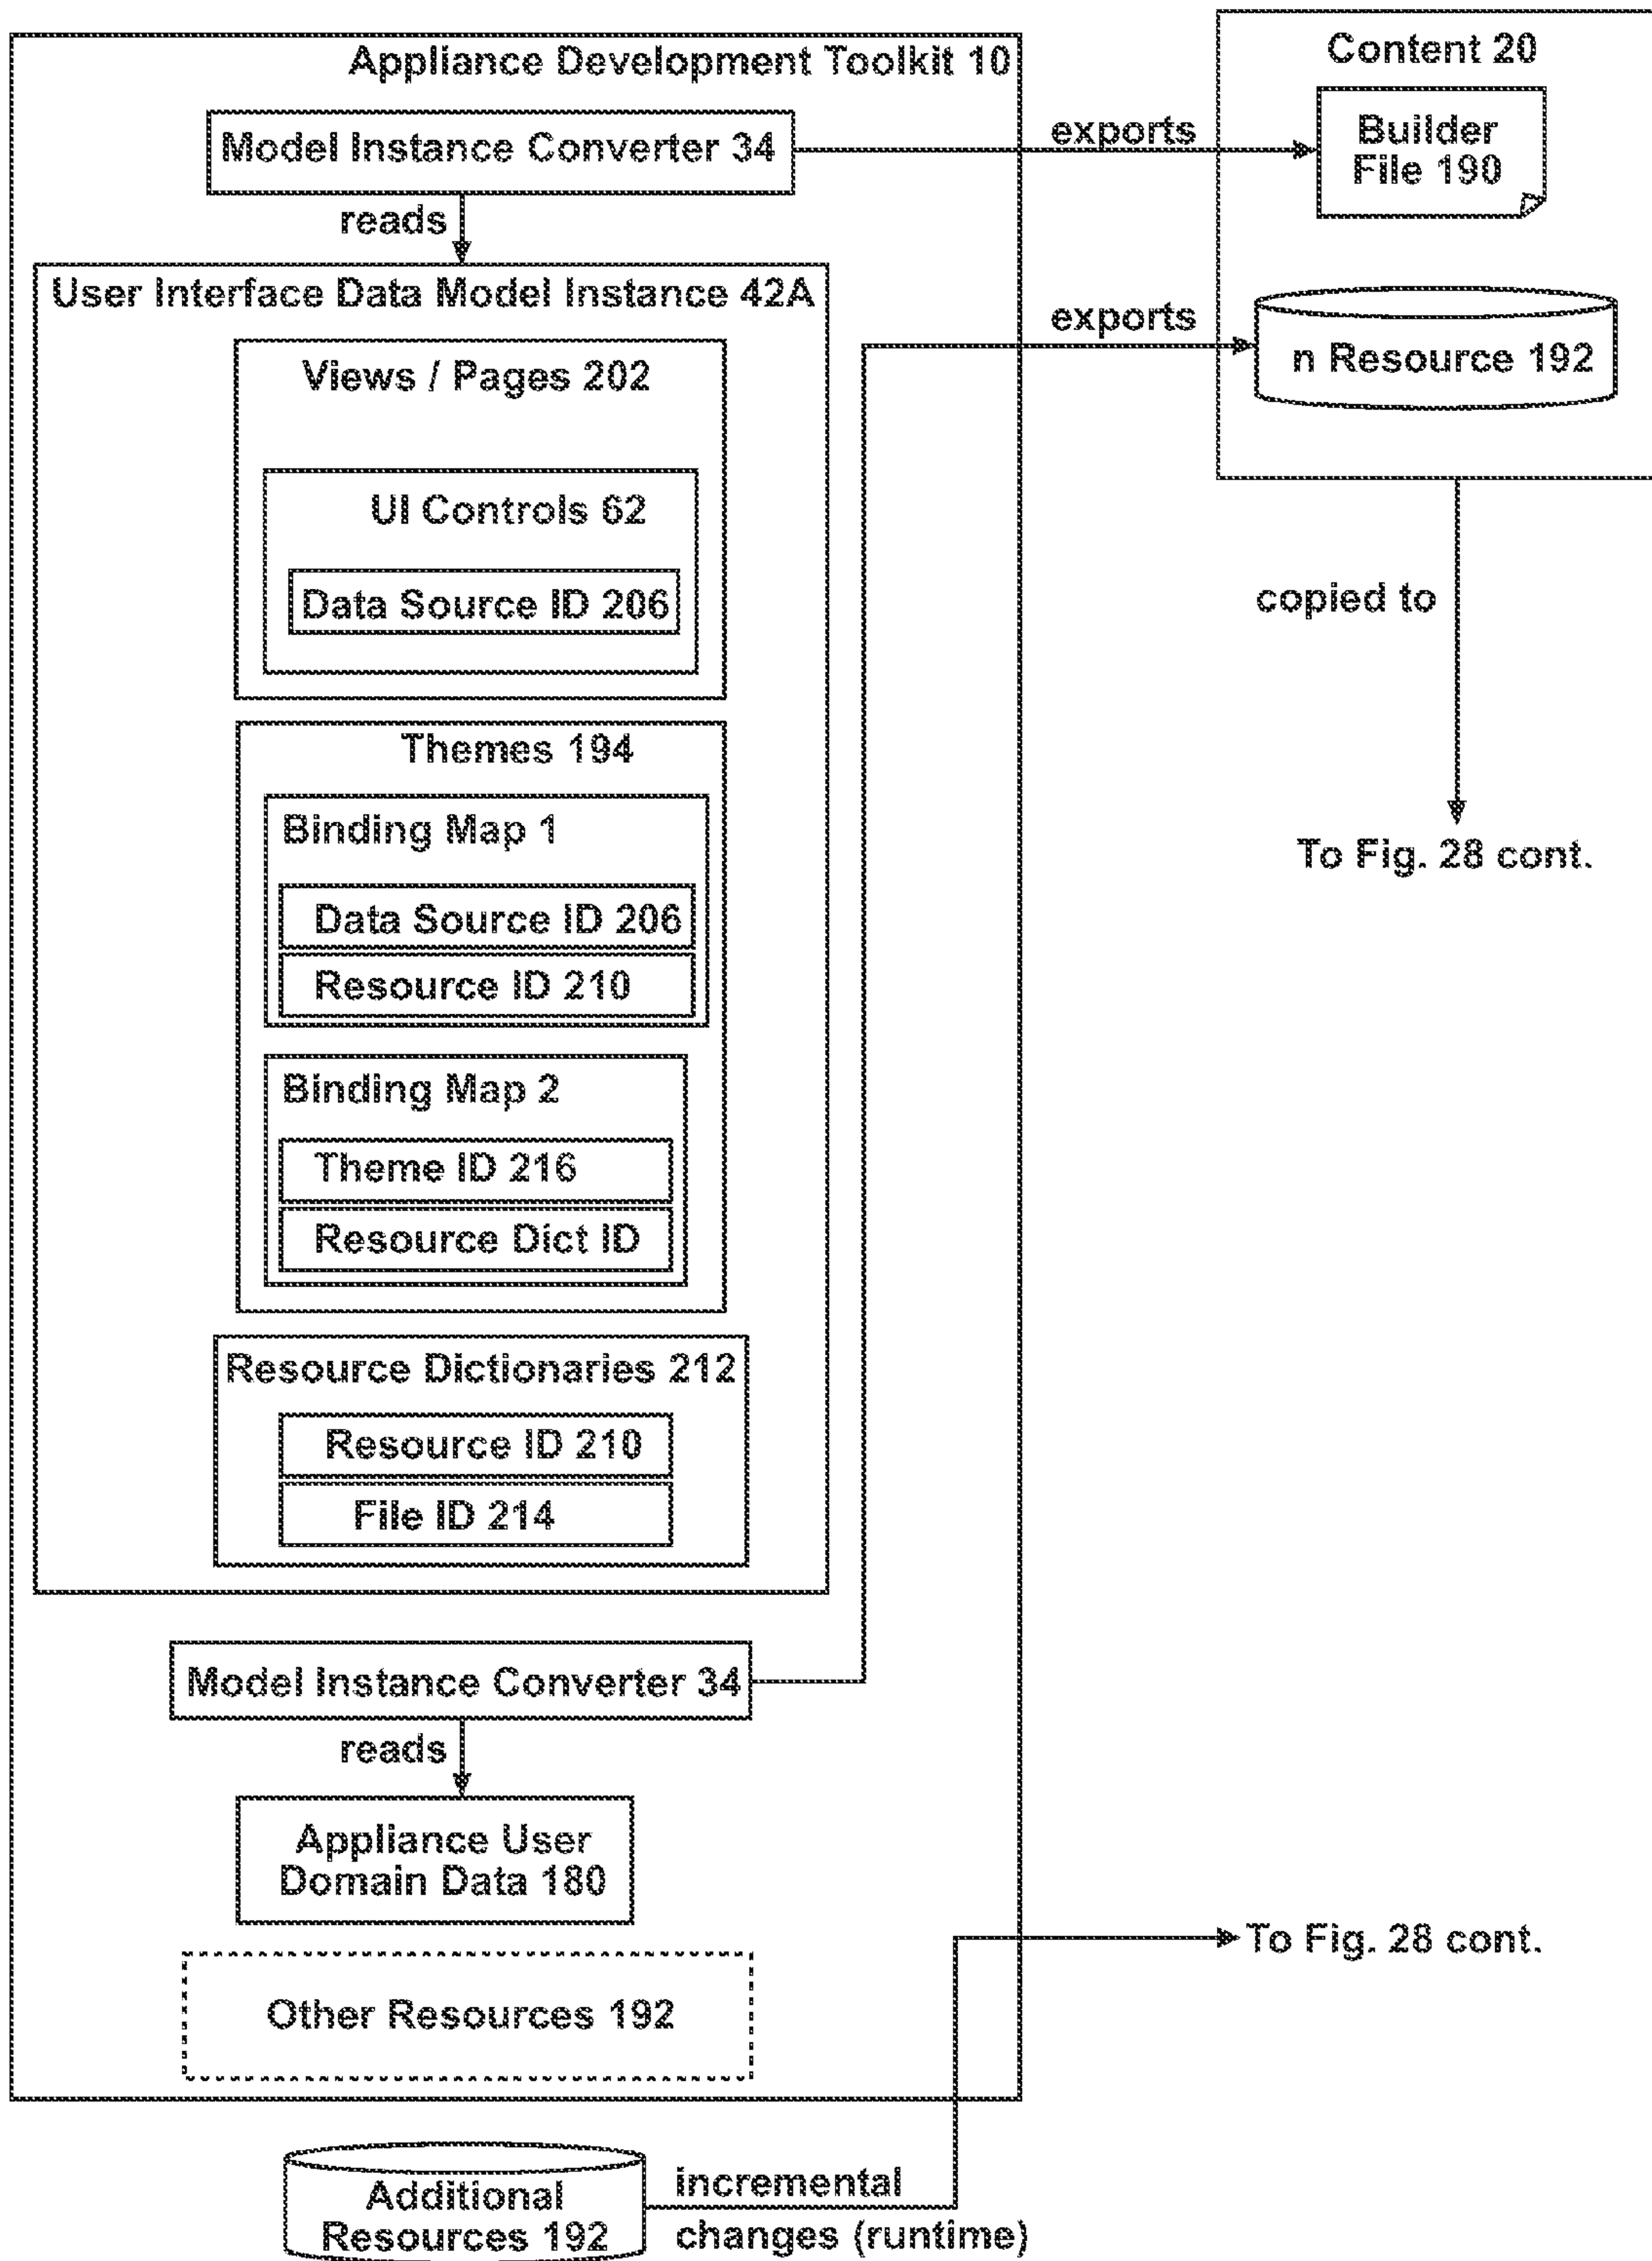 Appliance Development Toolkit 10
Model Instance Converter 34
reads
User Interface Data Model Instance 42A
Views / Pages 202
UI Controls 62
Data Source ID 206
Themes 194
Binding Map 1
Data Source ID 206
Resource ID 210
Binding Map 2
Theme ID 216
Resource Dict ID
Resource Dictionaries 212
Resource ID 210
File ID 214
Model Instance Converter 34
reads
Appliance User
Domain Data 180
Other Resources 192
Additional
Resources 192
incremental
changes (runtime)
exports
exports
Content 20
Builder
File 190
n Resource 192
copied to
To Fig. 28 cont.
To Fig. 28 cont.